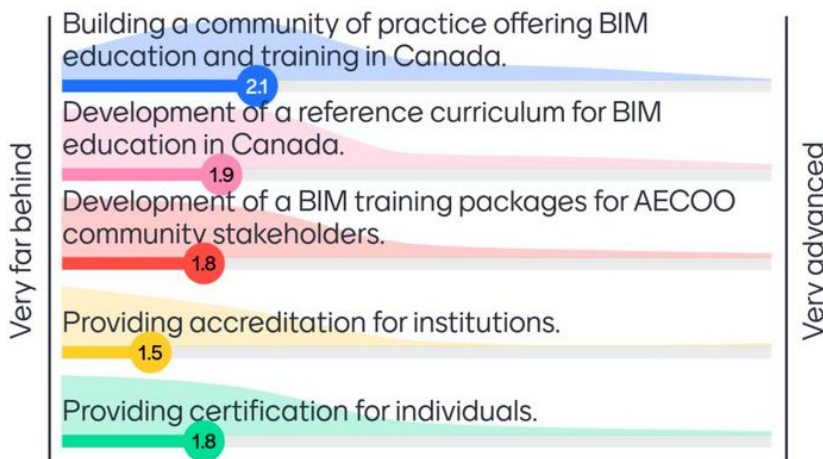 Building a community of practice offering BIM
education and training in Canada.
2.1
Development of a reference curriculum for BIM
education in Canada.
1.9
Development of a BIM training packages for AECOO
community stakeholders.
1.8
Providing accreditation for institutions.
1.5
Providing certification for individuals.
1.8
Very far behind
Very advanced